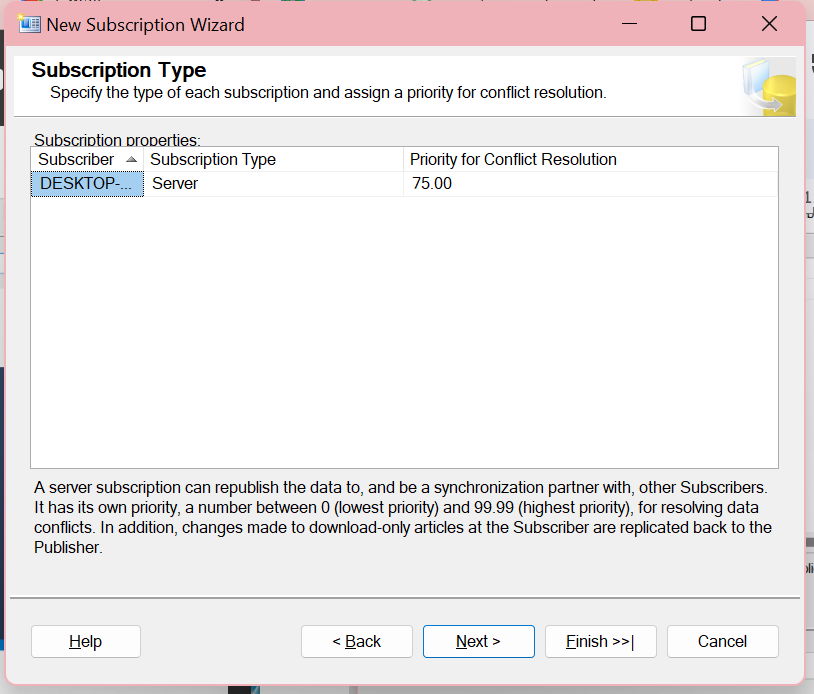 New Subscription Wizard
Subscription Type
Specify the type of each subscription and assign a priority for conflict resolution.
Subscription properties:
Subscriber Subscription Type Priority for Conflict Resolution
DESKTOP-... Server 75.00
A server subscription can republish the data to, and be a synchronization partner with, other Subscribers.
It has its own priority, a number between 0 (lowest priority) and 99.99 (highest priority), for resolving data
conflicts. In addition, changes made to download-only articles at the Subscriber are replicated back to the
Publisher.
Help < Back Next > Finish >>| Cancel